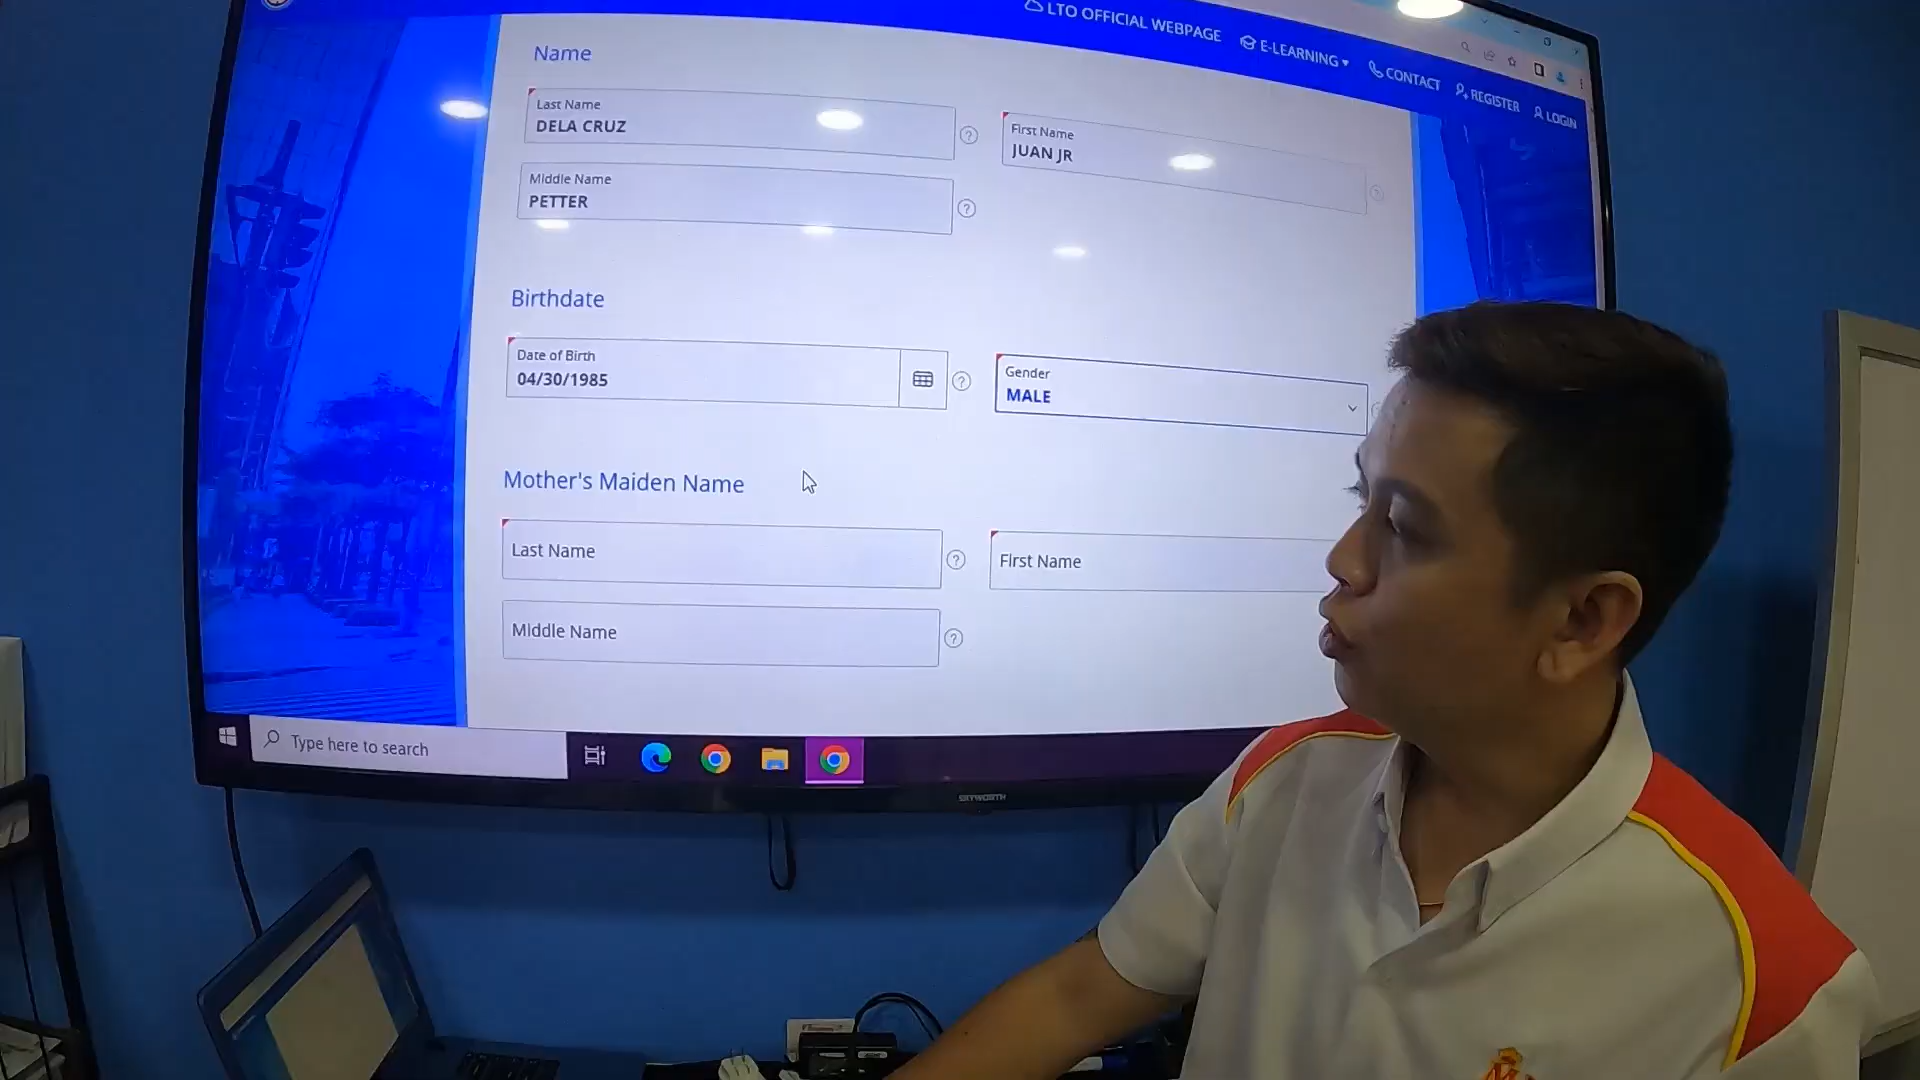 LTO OFFICIAL WEBPAGE
E-LEARNING
CONTACT
REGISTER
LOGIN
Name
Last Name
DELA CRUZ
First Name
JUAN JR
Middle Name
PETTER
Birthdate
Date of Birth
04/30/1985
Gender
MALE
Mother's Maiden Name
Last Name
First Name
Middle Name
Type here to search
SKYWORTH